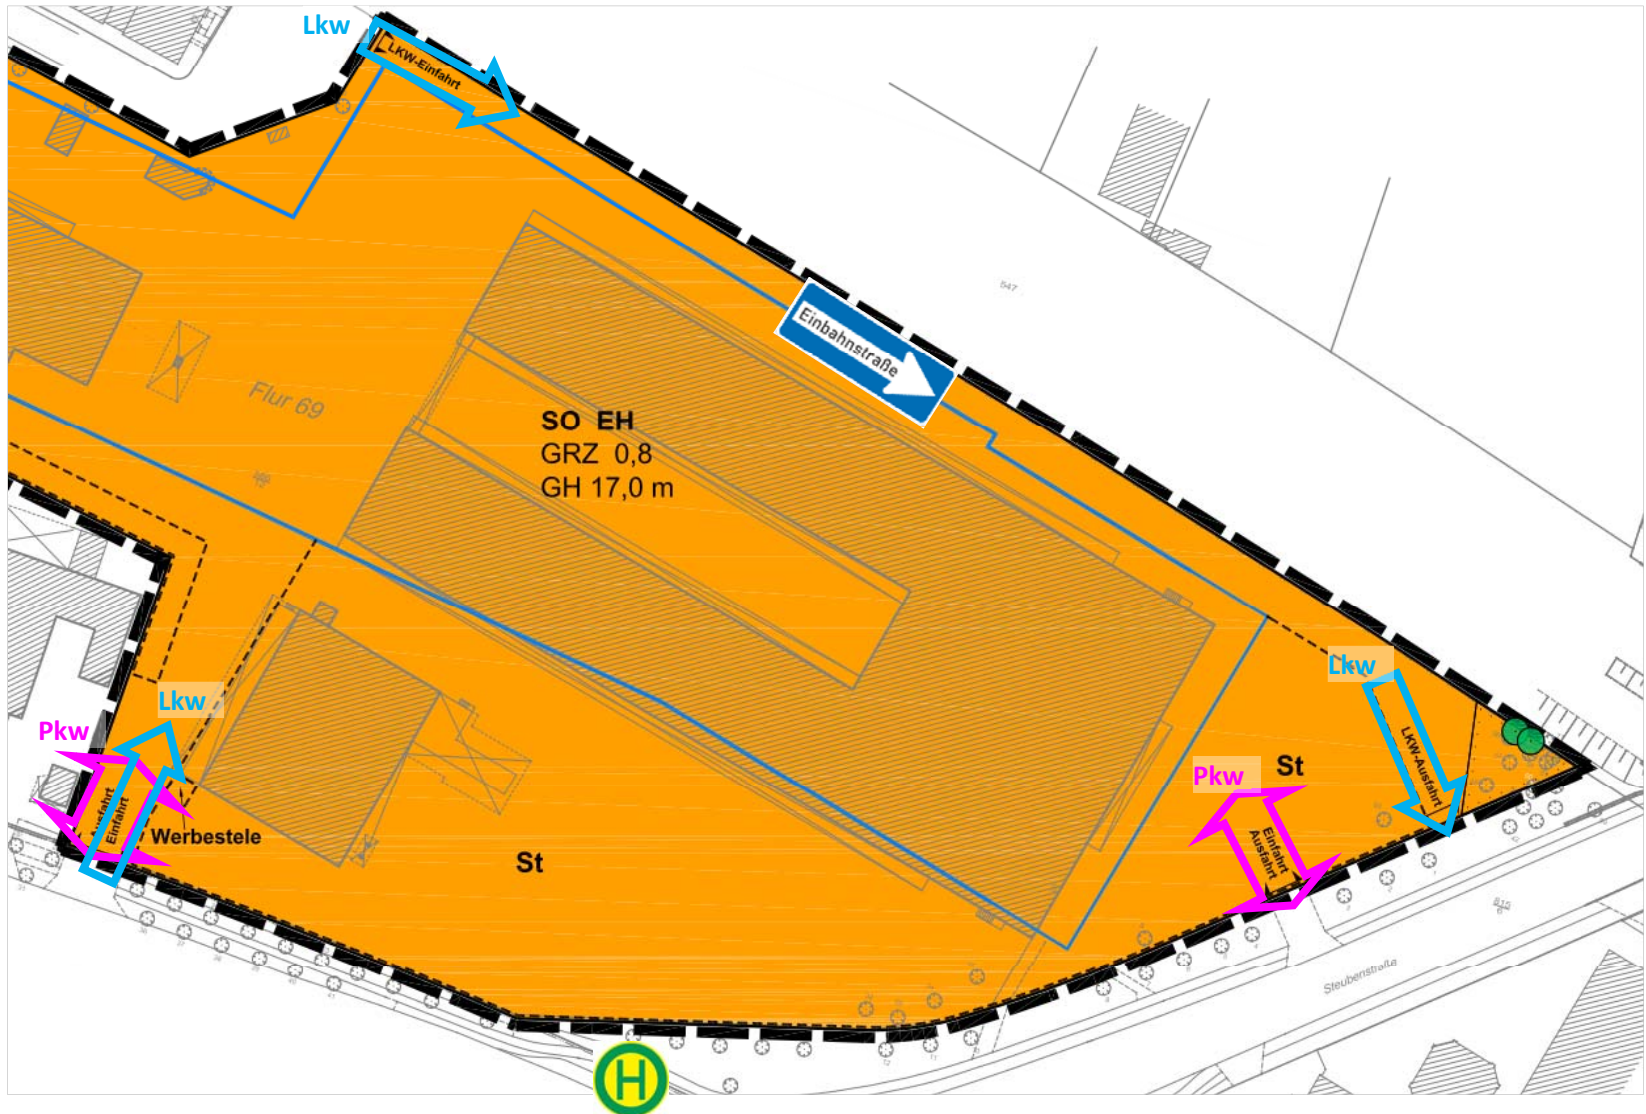 Lkw
LKW-Einfahrt
547
Einbahnstraße
Flur 69
SO EH
GRZ 0,8
GH 17,0 m
Lkw
Lkw
Pkw
LKW-Ausfahrt
Pkw
St
Ausfahrt
Einfahrt
Werbestele
St
Einfahrt
Ausfahrt
Steubenstraße
H